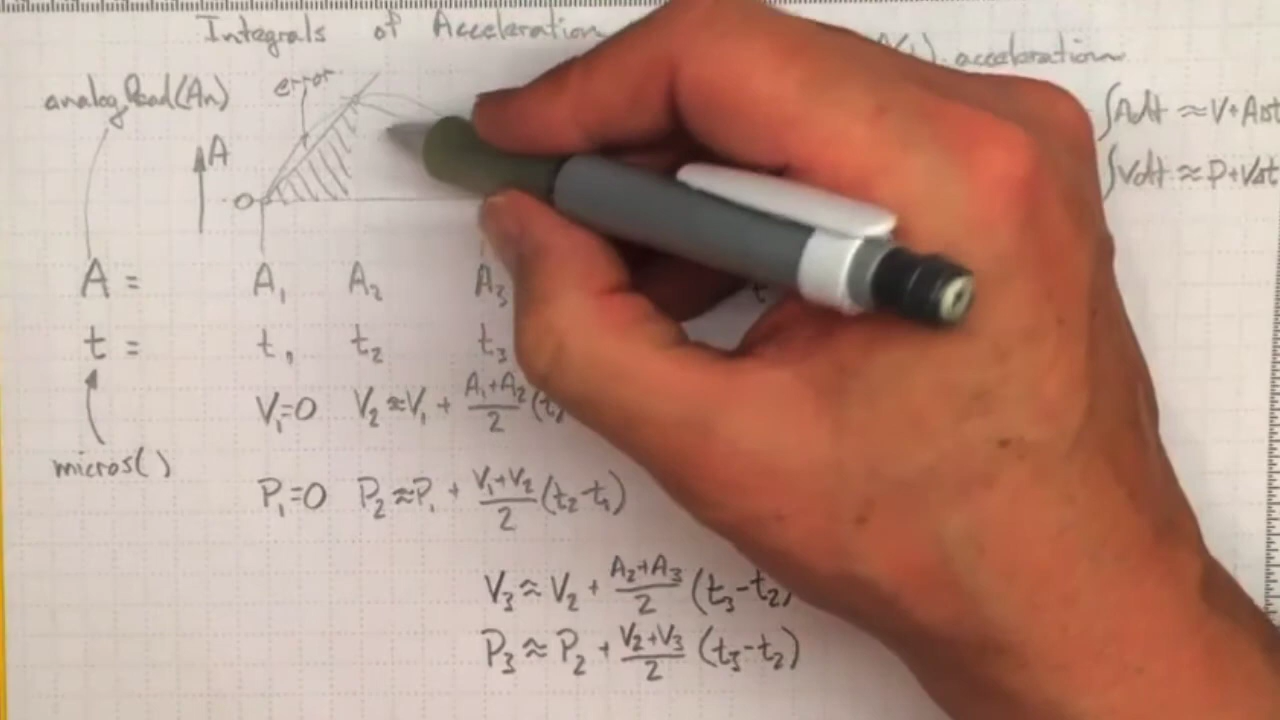 Integrals of Acceleration
acceleration
error
analogRead(An)
∫Adt ≈ V+AΔt
A
∫Vdt ≈ P+VΔt
0
A = A₁ A₂ A₃
t = t₁ t₂ t₃ t
V₁=0 V₂≈V₁ + (A₁+A₂)/2 (t₂
micros()
P₁=0 P₂≈P₁ + (V₁+V₂)/2 (t₂-t₁)
V₃≈V₂ + (A₂+A₃)/2 (t₃-t₂)
P₃≈P₂ + (V₂+V₃)/2 (t₃-t₂)